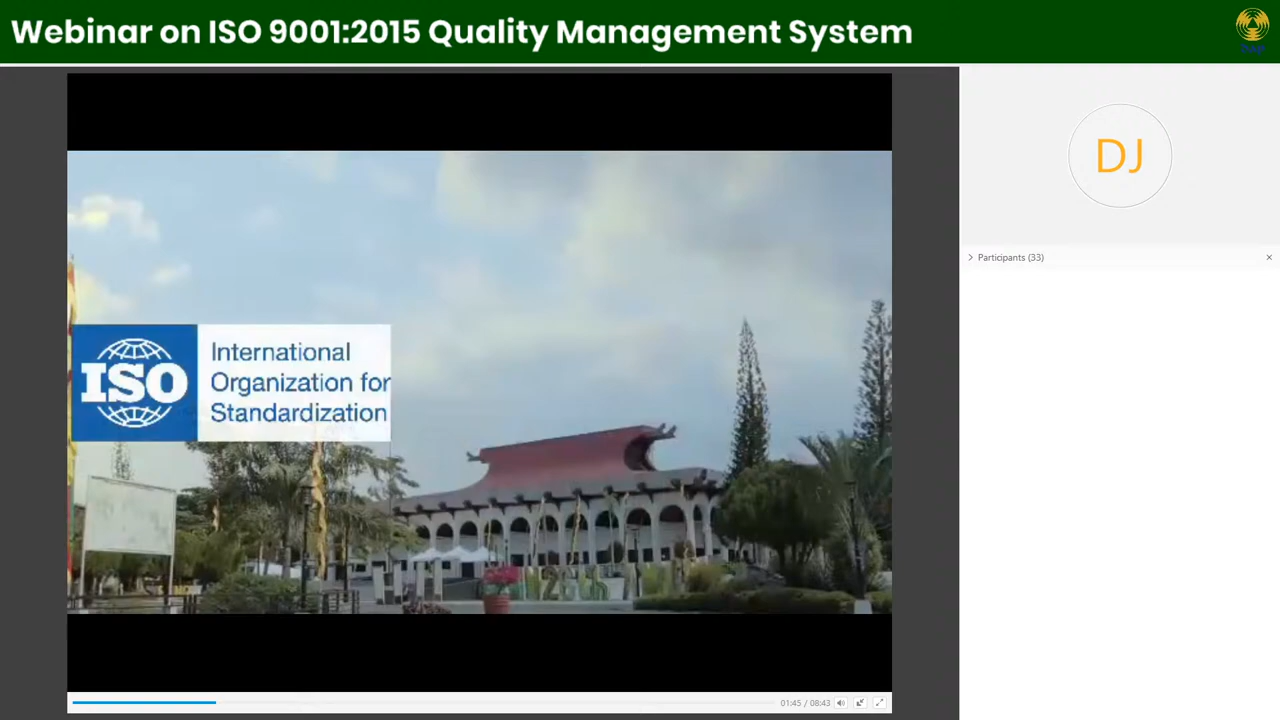 Webinar on ISO 9001:2015 Quality Management System
DJ
Participants (33)
ISO
International
Organization for
Standardization
01:45 / 08:43